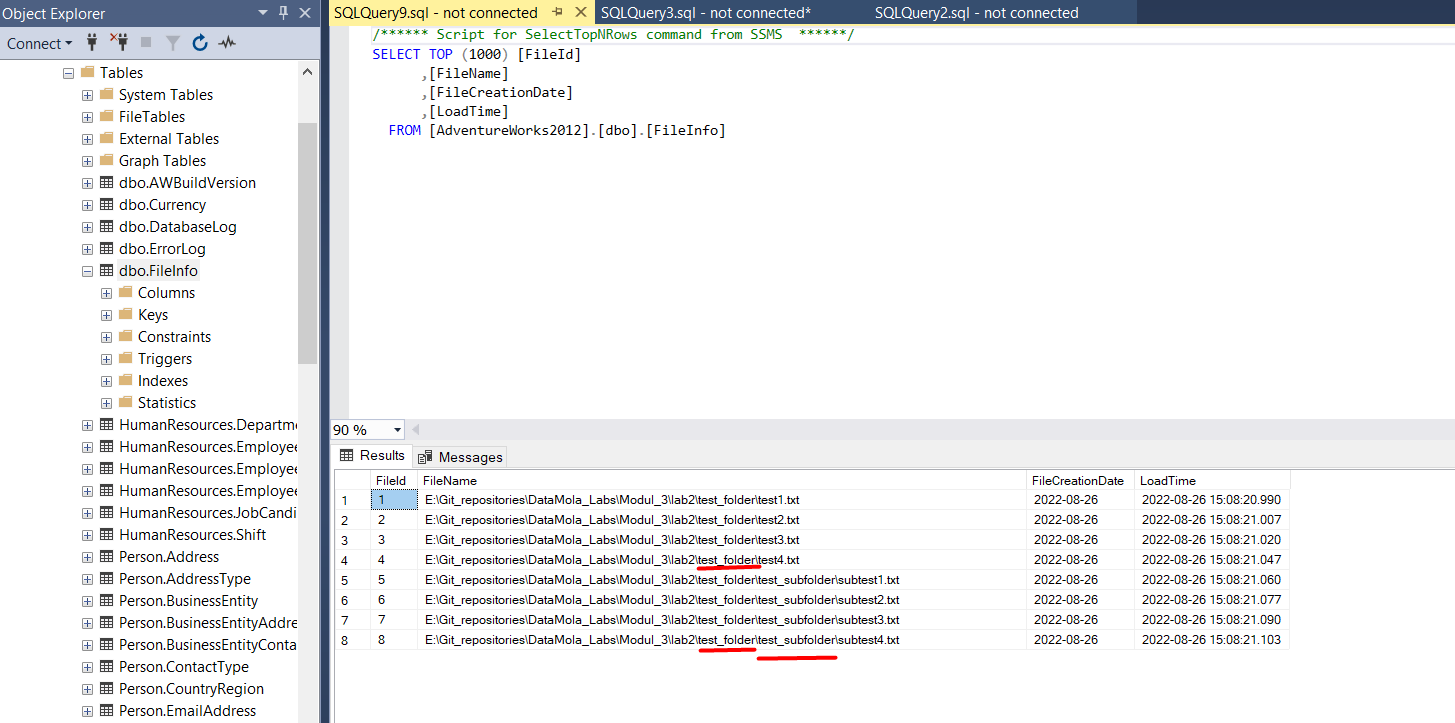 Object Explorer
Connect
Tables
System Tables
FileTables
External Tables
Graph Tables
dbo.AWBuildVersion
dbo.Currency
dbo.DatabaseLog
dbo.ErrorLog
dbo.FileInfo
Columns
Keys
Constraints
Triggers
Indexes
Statistics
HumanResources.Departme
HumanResources.Employee
HumanResources.Employee
HumanResources.Employee
HumanResources.JobCandi
HumanResources.Shift
Person.Address
Person.AddressType
Person.BusinessEntity
Person.BusinessEntityAddre
Person.BusinessEntityConta
Person.ContactType
Person.CountryRegion
Person.EmailAddress
SQLQuery9.sql - not connected SQLQuery3.sql - not connected* SQLQuery2.sql - not connected
/****** Script for SelectTopNRows command from SSMS ******/
SELECT TOP (1000) [FileId]
,[FileName]
,[FileCreationDate]
,[LoadTime]
FROM [AdventureWorks2012].[dbo].[FileInfo]
90 %
Results Messages
FileId FileName FileCreationDate LoadTime
1 1 E:\Git_repositories\DataMola_Labs\Modul_3\lab2\test_folder\test1.txt 2022-08-26 2022-08-26 15:08:20.990
2 2 E:\Git_repositories\DataMola_Labs\Modul_3\lab2\test_folder\test2.txt 2022-08-26 2022-08-26 15:08:21.007
3 3 E:\Git_repositories\DataMola_Labs\Modul_3\lab2\test_folder\test3.txt 2022-08-26 2022-08-26 15:08:21.020
4 4 E:\Git_repositories\DataMola_Labs\Modul_3\lab2\test_folder\test4.txt 2022-08-26 2022-08-26 15:08:21.047
5 5 E:\Git_repositories\DataMola_Labs\Modul_3\lab2\test_folder\test_subfolder\subtest1.txt 2022-08-26 2022-08-26 15:08:21.060
6 6 E:\Git_repositories\DataMola_Labs\Modul_3\lab2\test_folder\test_subfolder\subtest2.txt 2022-08-26 2022-08-26 15:08:21.077
7 7 E:\Git_repositories\DataMola_Labs\Modul_3\lab2\test_folder\test_subfolder\subtest3.txt 2022-08-26 2022-08-26 15:08:21.090
8 8 E:\Git_repositories\DataMola_Labs\Modul_3\lab2\test_folder\test_subfolder\subtest4.txt 2022-08-26 2022-08-26 15:08:21.103